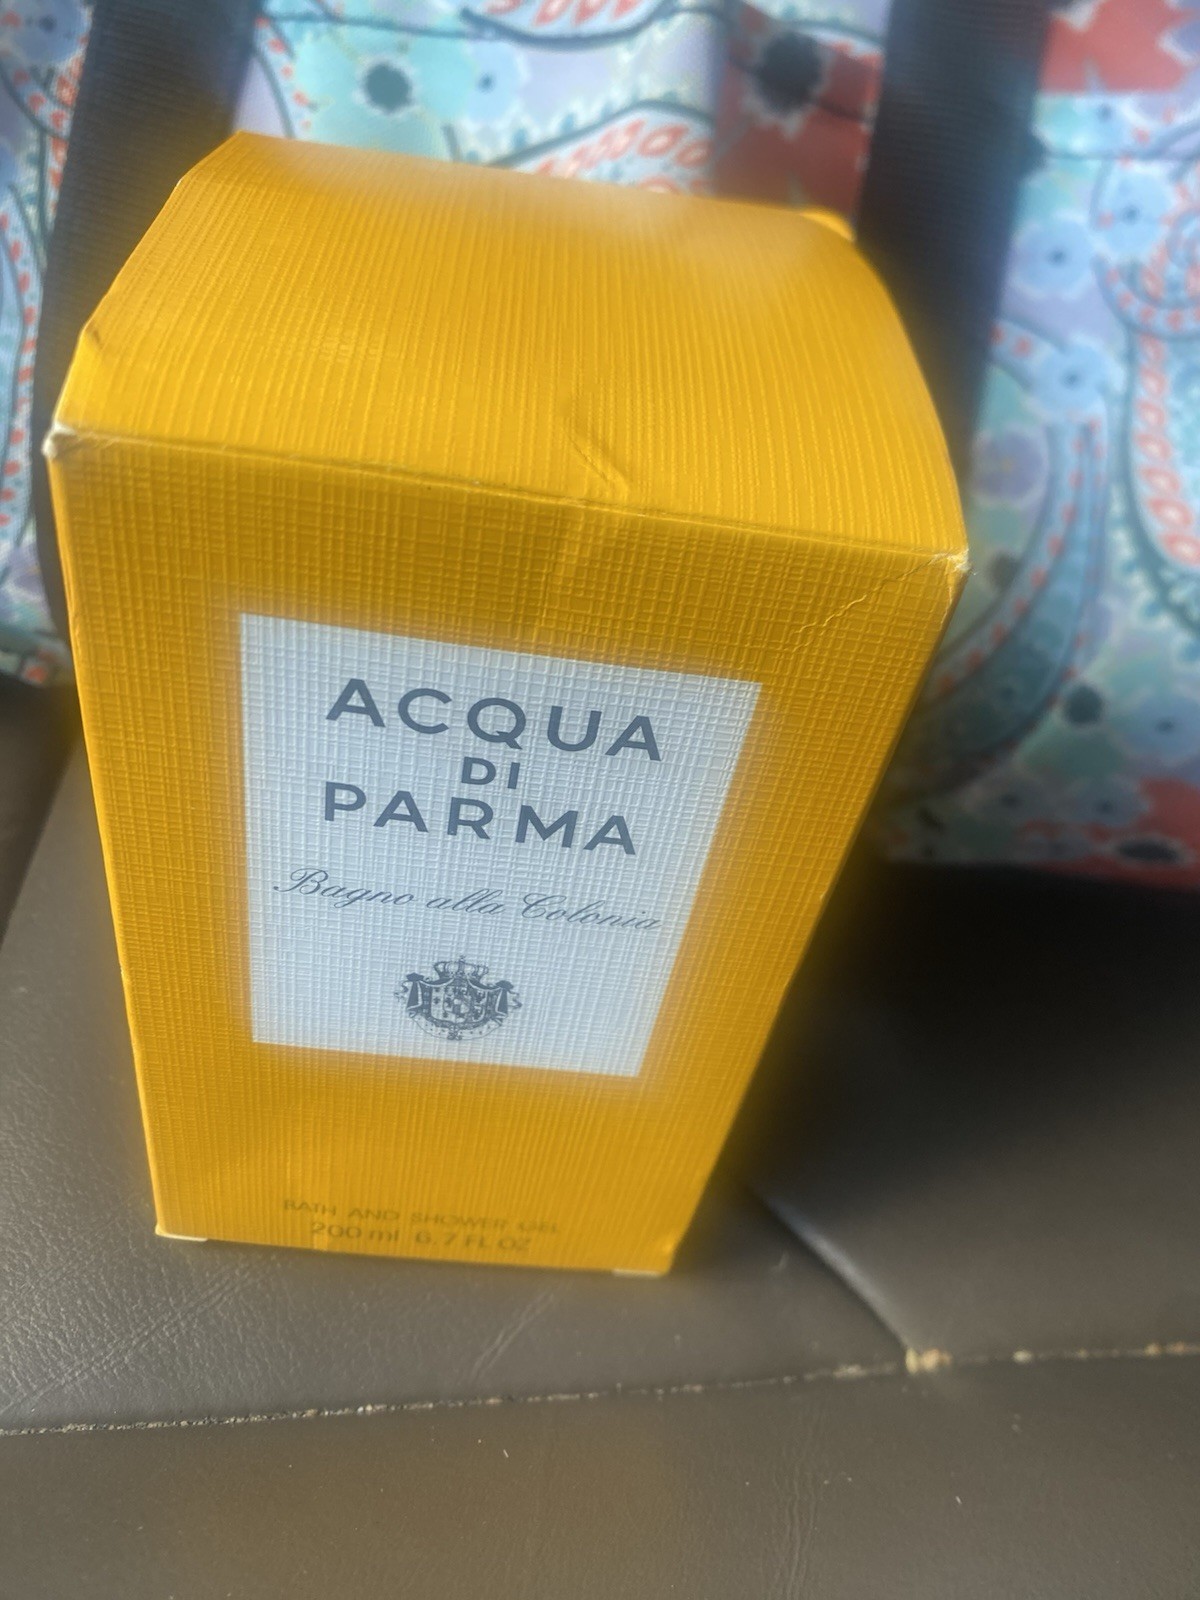 ACQUA
DI
PARMA
Bagno alla Colonia
BATH AND SHOWER GEL
200 ml 6.7 FL OZ